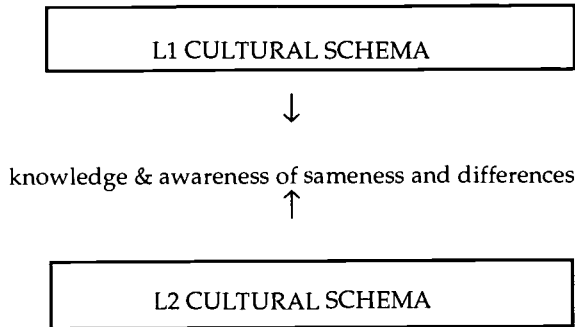 L1 CULTURAL SCHEMA
↓
knowledge & awareness of sameness and differences
↑
L2 CULTURAL SCHEMA